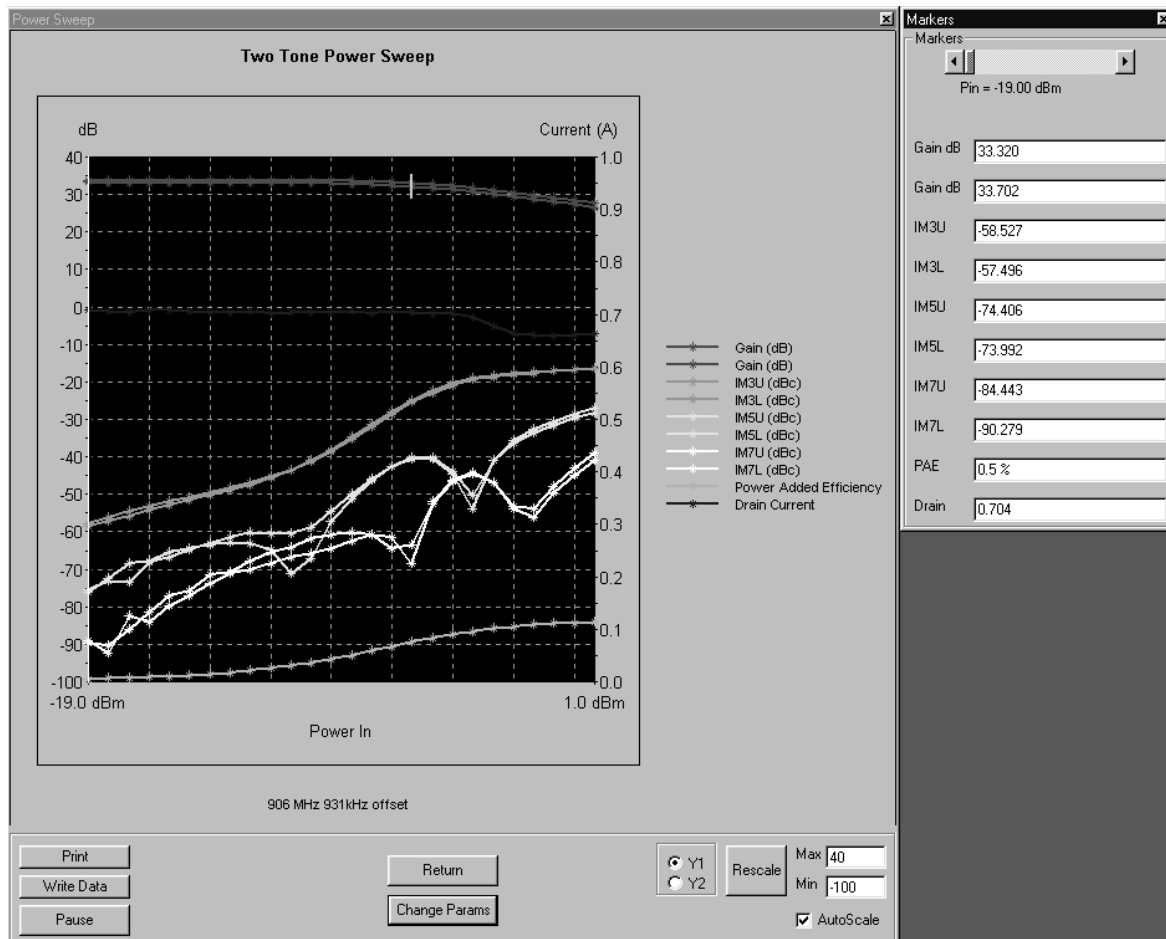 Power Sweep
Two Tone Power Sweep
dB
Current (A)
40
30
20
10
0
-10
-20
-30
-40
-50
-60
-70
-80
-90
-100
1.0
0.9
0.8
0.7
0.6
0.5
0.4
0.3
0.2
0.1
0.0
-19.0 dBm
1.0 dBm
Power In
Gain (dB)
Gain (dB)
IM3U (dBc)
IM3L (dBc)
IM5U (dBc)
IM5L (dBc)
IM7U (dBc)
IM7L (dBc)
Power Added Efficiency
Drain Current
906 MHz 931kHz offset
Print
Write Data
Pause
Return
Change Params
Y1
Y2
Rescale
Max 40
Min -100
AutoScale
Markers
Markers
Pin = -19.00 dBm
Gain dB 33.320
Gain dB 33.702
IM3U -58.527
IM3L -57.496
IM5U -74.406
IM5L -73.992
IM7U -84.443
IM7L -90.279
PAE 0.5 %
Drain 0.704